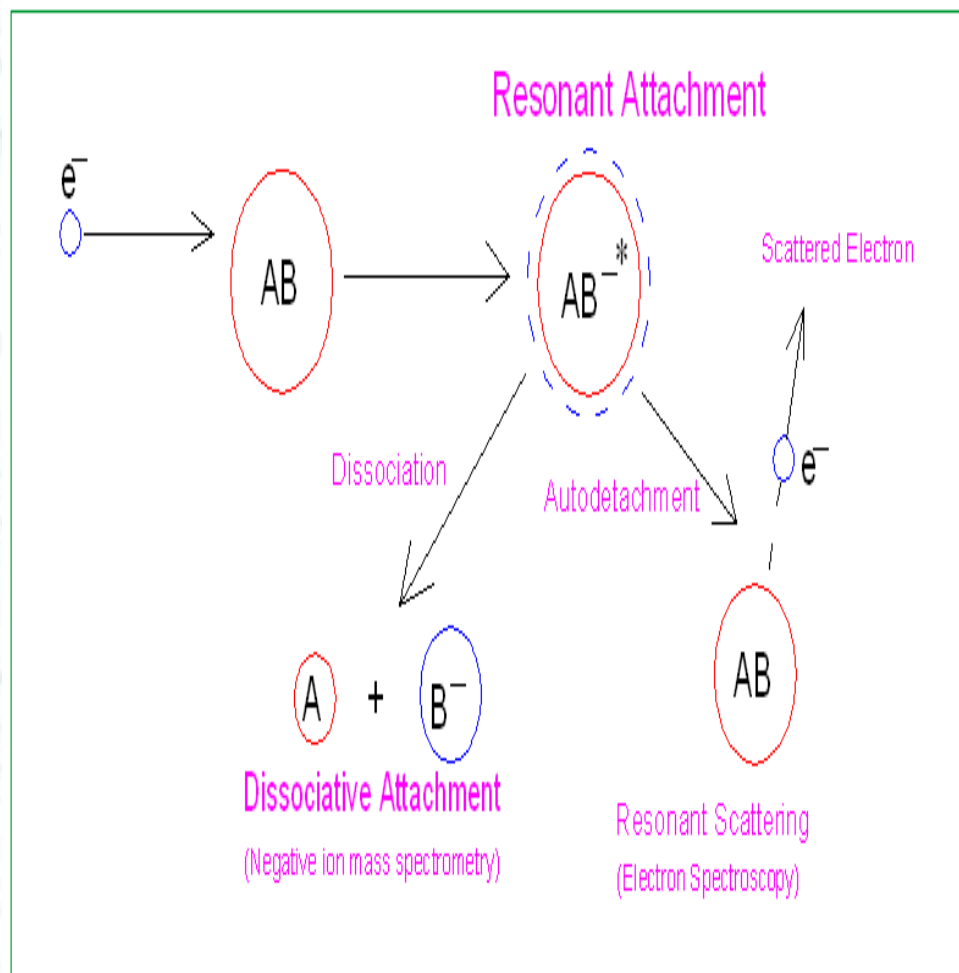 Resonant Attachment
e⁻
AB
AB⁻*
Scattered Electron
Dissociation
Autodetachment
e⁻
A + B⁻
AB
Dissociative Attachment
(Negative ion mass spectrometry)
Resonant Scattering
(Electron Spectroscopy)